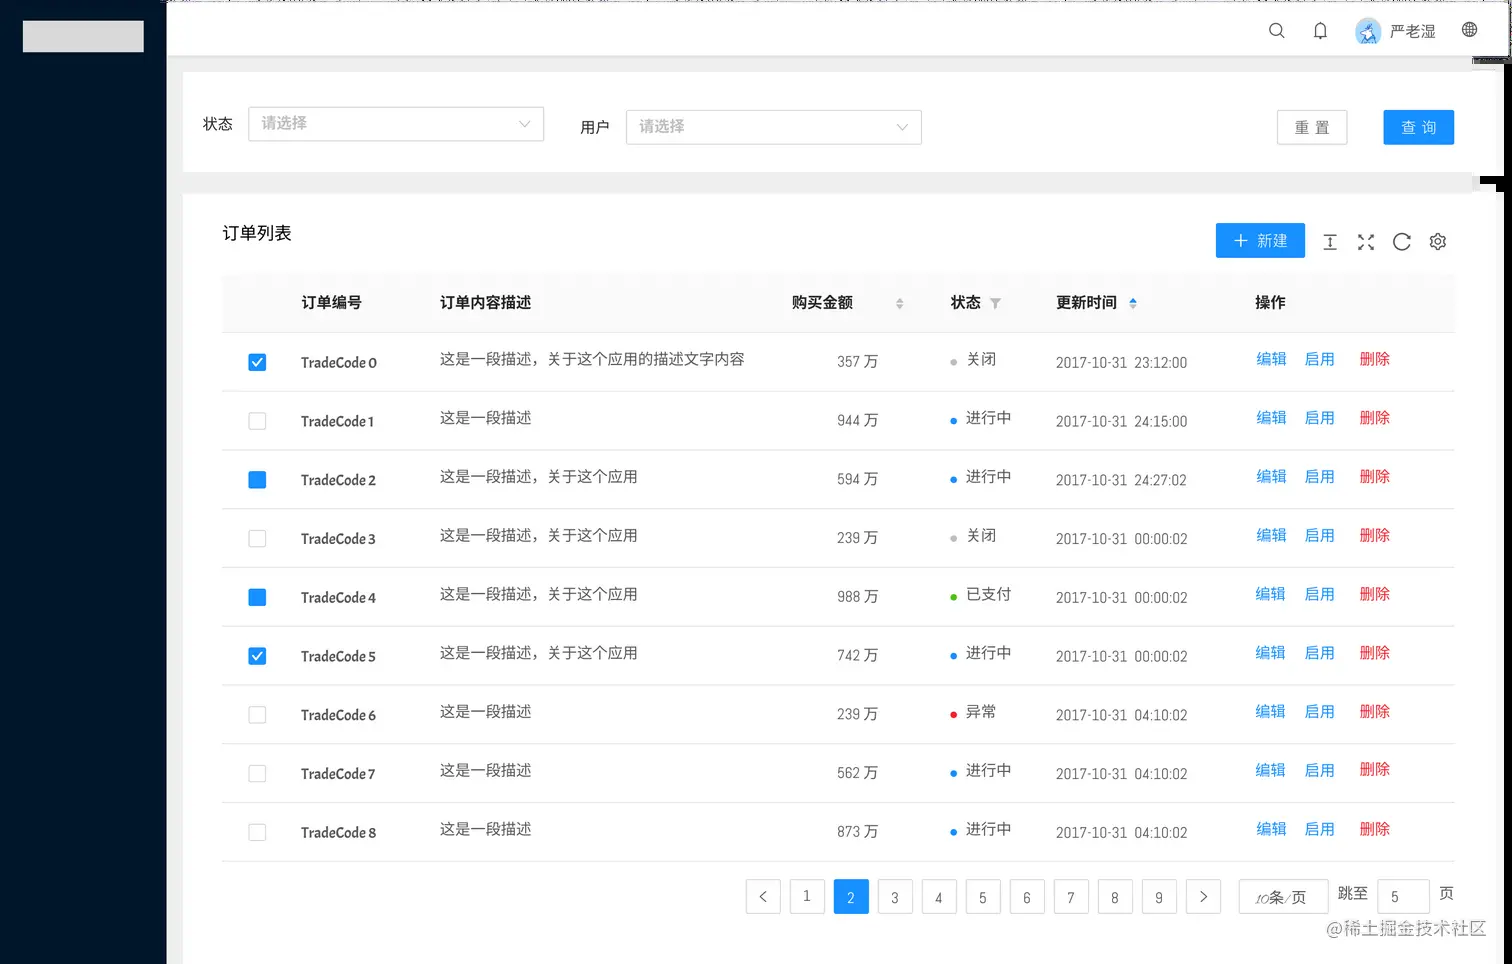 严老湿
状态 请选择 用户 请选择 重 置 查 询
订单列表
+ 新建
订单编号 订单内容描述 购买金额 状态 更新时间 操作
TradeCode 0 这是一段描述，关于这个应用的描述文字内容 357 万 关闭 2017-10-31 23:12:00 编辑 启用 删除
TradeCode 1 这是一段描述 944 万 进行中 2017-10-31 24:15:00 编辑 启用 删除
TradeCode 2 这是一段描述，关于这个应用 594 万 进行中 2017-10-31 24:27:02 编辑 启用 删除
TradeCode 3 这是一段描述，关于这个应用 239 万 关闭 2017-10-31 00:00:02 编辑 启用 删除
TradeCode 4 这是一段描述，关于这个应用 988 万 已支付 2017-10-31 00:00:02 编辑 启用 删除
TradeCode 5 这是一段描述，关于这个应用 742 万 进行中 2017-10-31 00:00:02 编辑 启用 删除
TradeCode 6 这是一段描述 239 万 异常 2017-10-31 04:10:02 编辑 启用 删除
TradeCode 7 这是一段描述 562 万 进行中 2017-10-31 04:10:02 编辑 启用 删除
TradeCode 8 这是一段描述 873 万 进行中 2017-10-31 04:10:02 编辑 启用 删除
< 1 2 3 4 5 6 7 8 9 > 10条/页 跳至 5 页
@稀土掘金技术社区